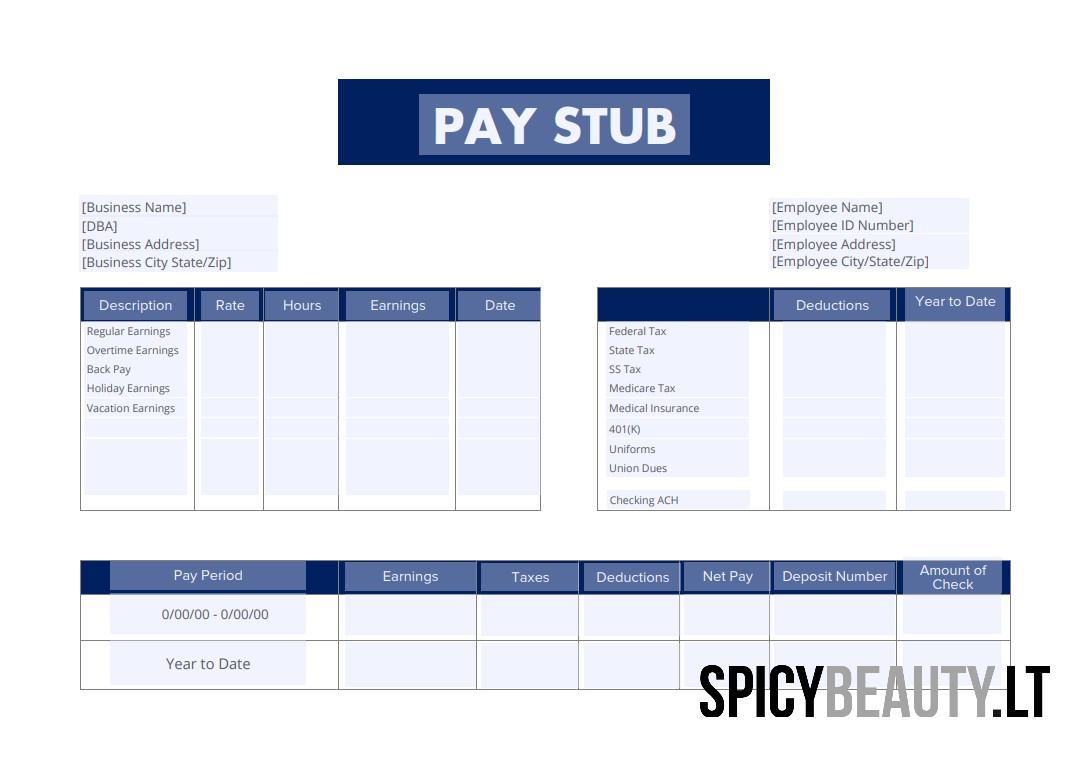 PAY STUB
[Business Name]
[DBA]
[Business Address]
[Business City State/Zip]
[Employee Name]
[Employee ID Number]
[Employee Address]
[Employee City/State/Zip]
Description Rate Hours Earnings Date
Regular Earnings
Overtime Earnings
Back Pay
Holiday Earnings
Vacation Earnings
Deductions Year to Date
Federal Tax
State Tax
SS Tax
Medicare Tax
Medical Insurance
401(K)
Uniforms
Union Dues
Checking ACH
Pay Period Earnings Taxes Deductions Net Pay Deposit Number Amount of
Check
0/00/00 - 0/00/00
Year to Date
SPICYBEAUTY.LT